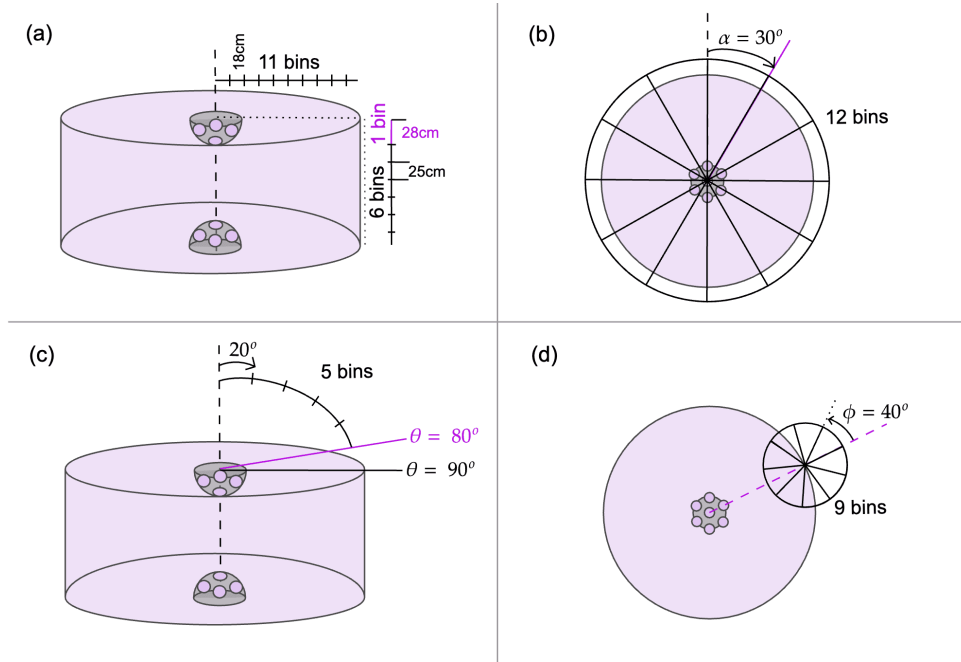 (a)
18cm
11 bins
1 bin
28cm
25cm
6 bins
(b)
α = 30°
12 bins
(c)
20°
5 bins
θ = 80°
θ = 90°
(d)
ϕ = 40°
9 bins